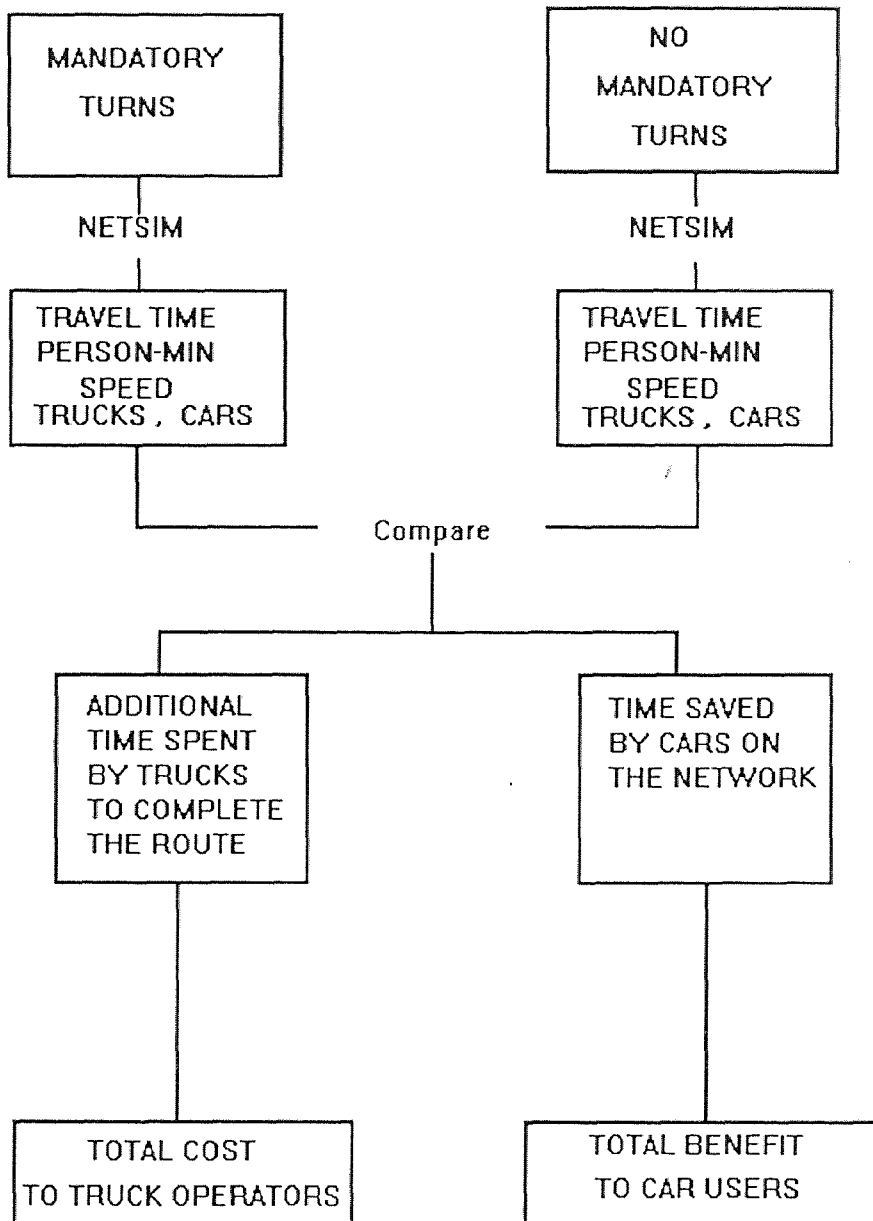 MANDATORY
TURNS
NO
MANDATORY
TURNS
NETSIM
NETSIM
TRAVEL TIME
PERSON-MIN
SPEED
TRUCKS , CARS
TRAVEL TIME
PERSON-MIN
SPEED
TRUCKS , CARS
Compare
ADDITIONAL
TIME SPENT
BY TRUCKS
TO COMPLETE
THE ROUTE
TIME SAVED
BY CARS ON
THE NETWORK
TOTAL COST
TO TRUCK OPERATORS
TOTAL BENEFIT
TO CAR USERS